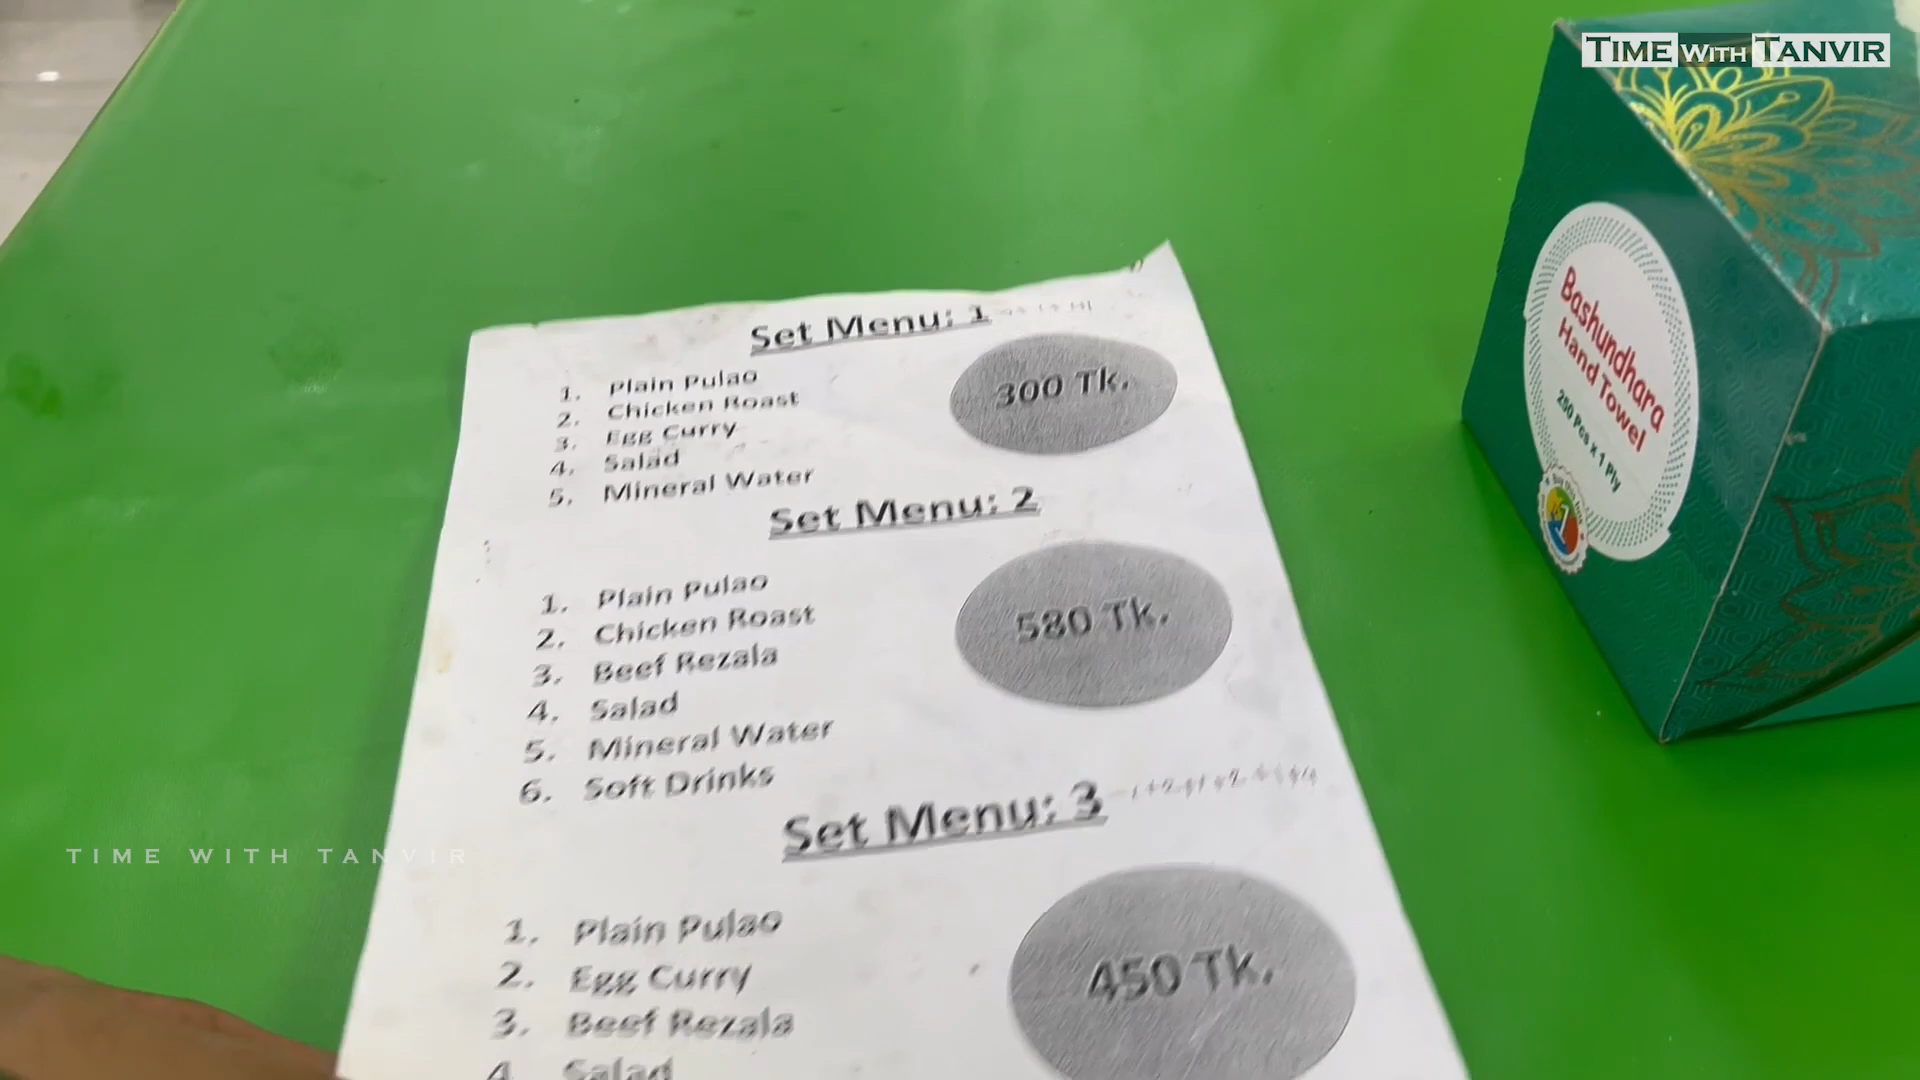 TIME WITH TANVIR
Set Menu: 1
1. Plain Pulao
2. Chicken Roast
3. Egg Curry
4. Salad
5. Mineral Water
300 Tk.
Set Menu: 2
1. Plain Pulao
2. Chicken Roast
3. Beef Rezala
4. Salad
5. Mineral Water
6. Soft Drinks
580 Tk.
Set Menu: 3
1. Plain Pulao
2. Egg Curry
3. Beef Rezala
4. Salad
450 Tk.
Bashundhara
Hand Towel
250 Pcs x 1 Ply
TIME WITH TANVIR